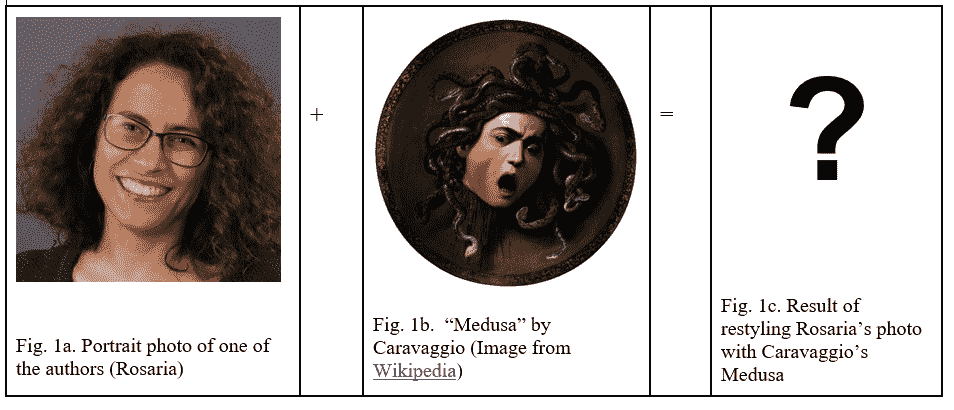 +
=
?
Fig. 1a. Portrait photo of one of
the authors (Rosaria)
Fig. 1b.  “Medusa” by
Caravaggio (Image from
Wikipedia)
Fig. 1c. Result of
restyling Rosaria’s photo
with Caravaggio’s
Medusa